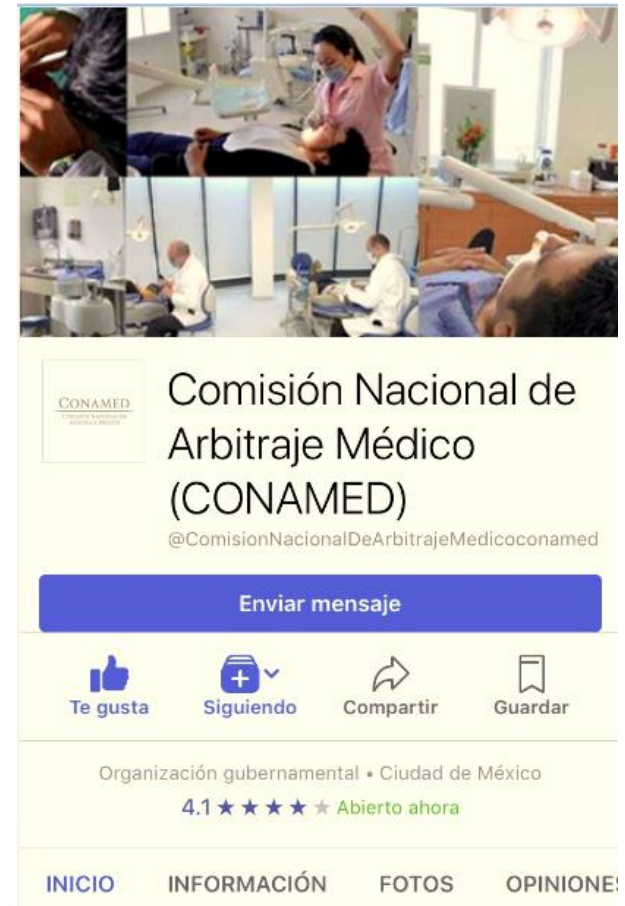 CONAMED
Comisión Nacional de
Arbitraje Médico
(CONAMED)
@ComisionNacionalDeArbitrajeMedicoconamed
Enviar mensaje
Te gusta
Siguiendo
Compartir
Guardar
Organización gubernamental • Ciudad de México
4.1 ★ ★ ★ ★ ★ Abierto ahora
INICIO
INFORMACIÓN
FOTOS
OPINIONES